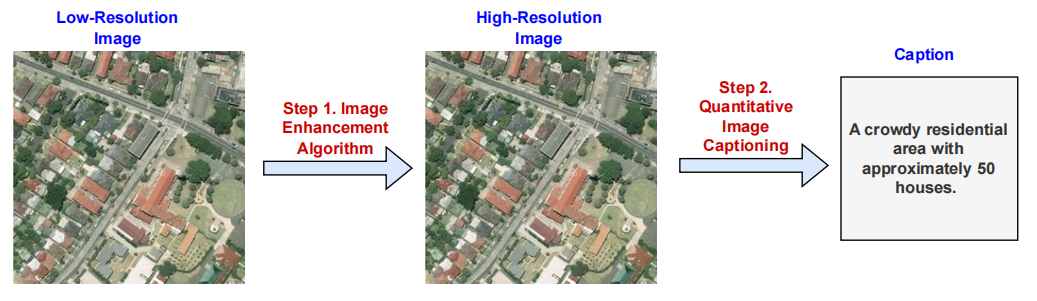 Low-Resolution
Image
Step 1. Image
Enhancement
Algorithm
High-Resolution
Image
Step 2.
Quantitative
Image
Captioning
Caption
A crowdy residential
area with
approximately 50
houses.